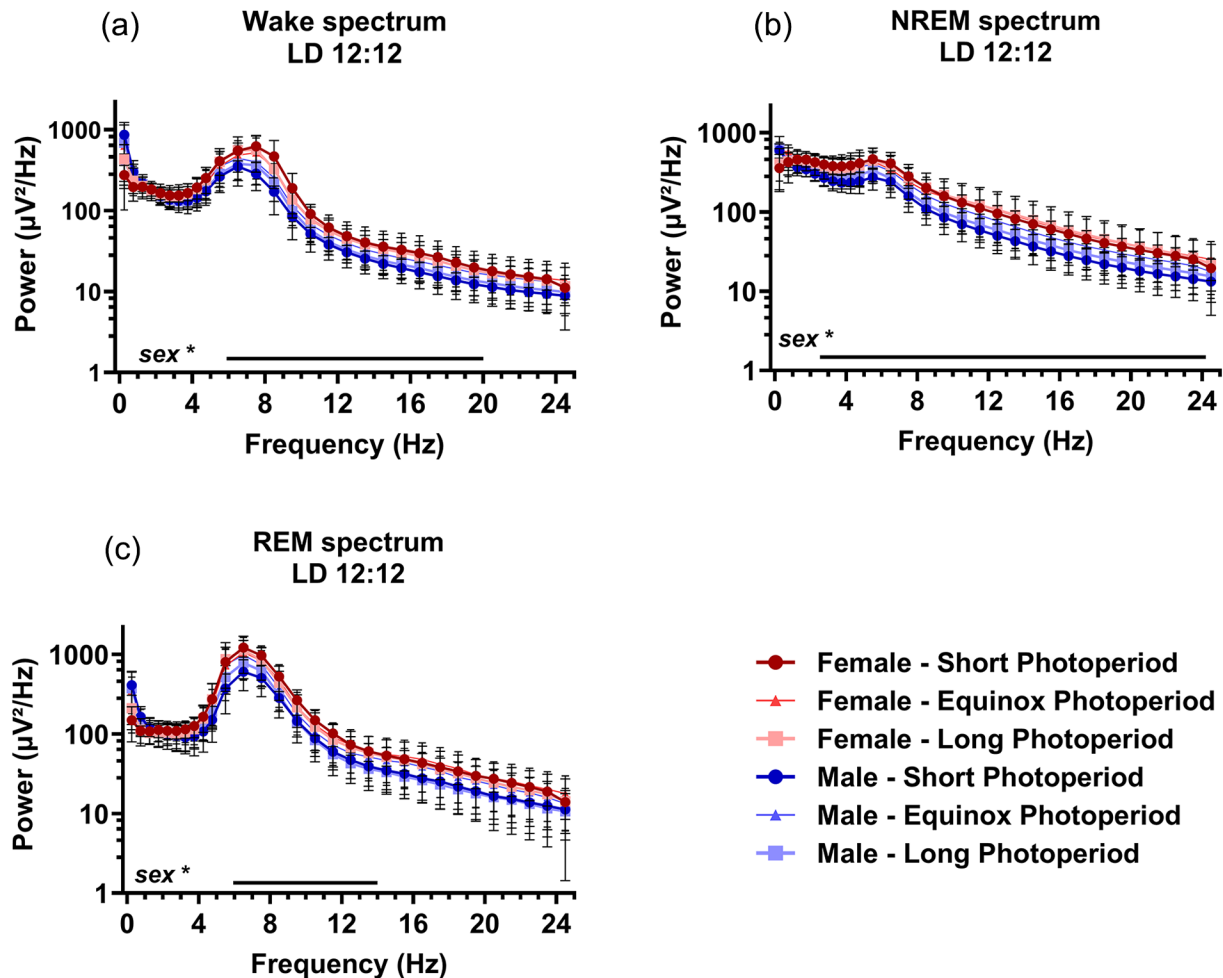 (a)
Wake spectrum
LD 12:12
Power (µV²/Hz)
1000
100
10
1
sex *
0 4 8 12 16 20 24
Frequency (Hz)
(b)
NREM spectrum
LD 12:12
Power (µV²/Hz)
1000
100
10
1
sex *
0 4 8 12 16 20 24
Frequency (Hz)
(c)
REM spectrum
LD 12:12
Power (µV²/Hz)
1000
100
10
1
sex *
0 4 8 12 16 20 24
Frequency (Hz)
Female - Short Photoperiod
Female - Equinox Photoperiod
Female - Long Photoperiod
Male - Short Photoperiod
Male - Equinox Photoperiod
Male - Long Photoperiod